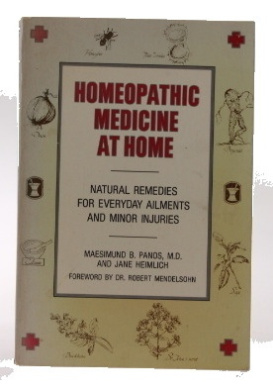 HOMEOPATHIC
MEDICINE
AT HOME
NATURAL REMEDIES
FOR EVERYDAY AILMENTS
AND MINOR INJURIES
MAESIMUND B. PANOS, M.D.
AND JANE HEIMLICH
FOREWORD BY DR. ROBERT MENDELSOHN